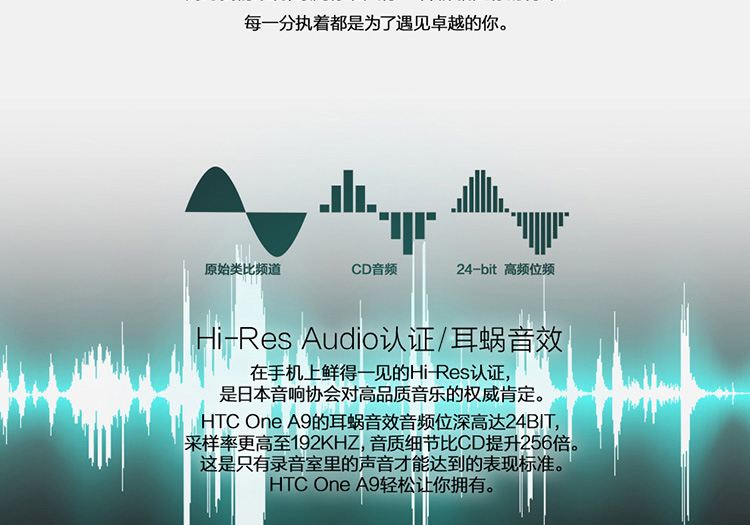 每一分执着都是为了遇见卓越的你。
原始类比频道
CD音频
24-bit 高频位频
Hi-Res Audio认证/耳蜗音效
在手机上鲜得一见的Hi-Res认证，
是日本音响协会对高品质音乐的权威肯定。
HTC One A9的耳蜗音效音频位深高达24BIT，
采样率更高至192KHZ，音质细节比CD提升256倍。
这是只有录音室里的声音才能达到的表现标准。
HTC One A9轻松让你拥有。